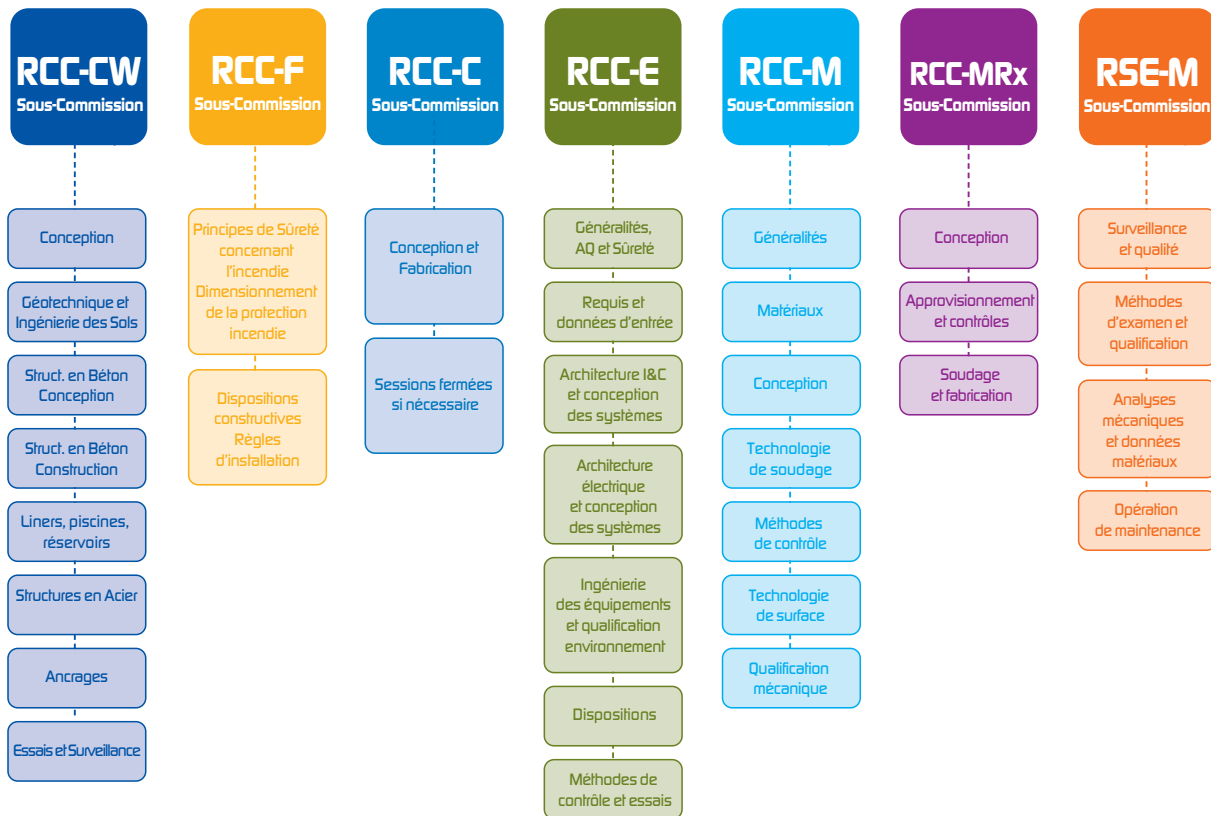 RCC-CW
Sous-Commission
Conception
Géotechnique et
Ingénierie des Sols
Struct. en Béton
Conception
Struct. en Béton
Construction
Liners, piscines,
réservoirs
Structures en Acier
Ancrages
Essais et Surveillance
RCC-F
Sous-Commission
Principes de Sûreté
concernant
l'incendie
Dimensionnement
de la protection
incendie
Dispositions
constructives
Règles
d'installation
RCC-C
Sous-Commission
Conception et
Fabrication
Sessions fermées
si nécessaire
RCC-E
Sous-Commission
Généralités,
AQ et Sûreté
Requis et
données d'entrée
Architecture I&C
et conception
des systèmes
Architecture
électrique
et conception
des systèmes
Ingénierie
des équipements
et qualification
environnement
Dispositions
Méthodes de
contrôle et essais
RCC-M
Sous-Commission
Généralités
Matériaux
Conception
Technologie
de soudage
Méthodes
de contrôle
Technologie
de surface
Qualification
mécanique
RCC-MRx
Sous-Commission
Conception
Approvisionnement
et contrôles
Soudage
et fabrication
RSE-M
Sous-Commission
Surveillance
et qualité
Méthodes
d'examen et
qualification
Analyses
mécaniques
et données
matériaux
Opération
de maintenance